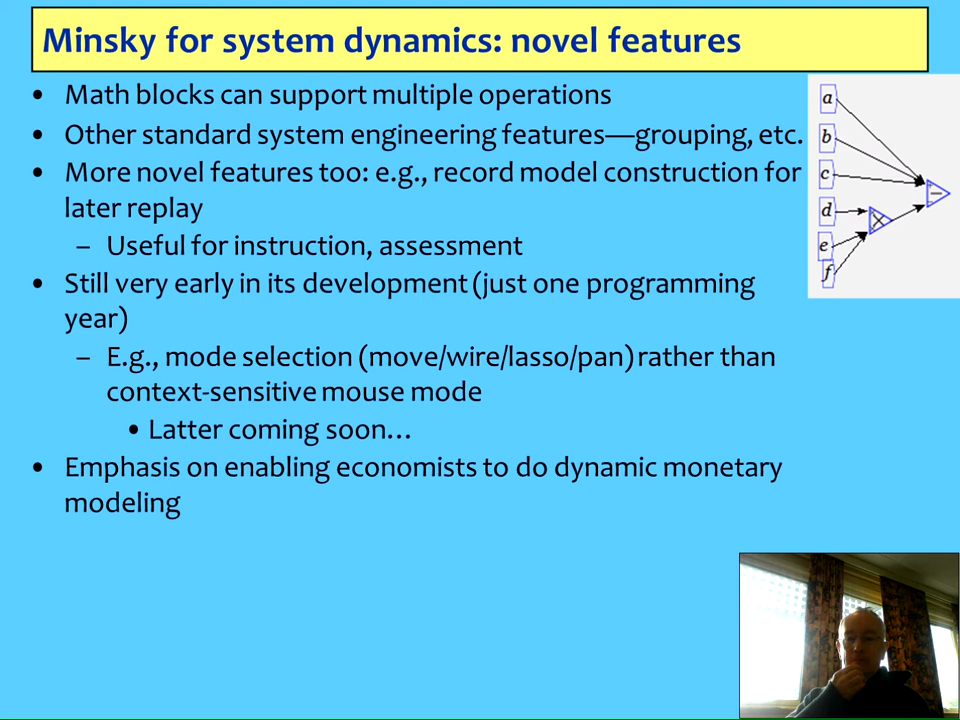 Minsky for system dynamics: novel features
• Math blocks can support multiple operations
• Other standard system engineering features—grouping, etc.
• More novel features too: e.g., record model construction for
later replay
– Useful for instruction, assessment
• Still very early in its development (just one programming
year)
– E.g., mode selection (move/wire/lasso/pan) rather than
context-sensitive mouse mode
• Latter coming soon…
• Emphasis on enabling economists to do dynamic monetary
modeling
a
b
c
d
e
f
×
−